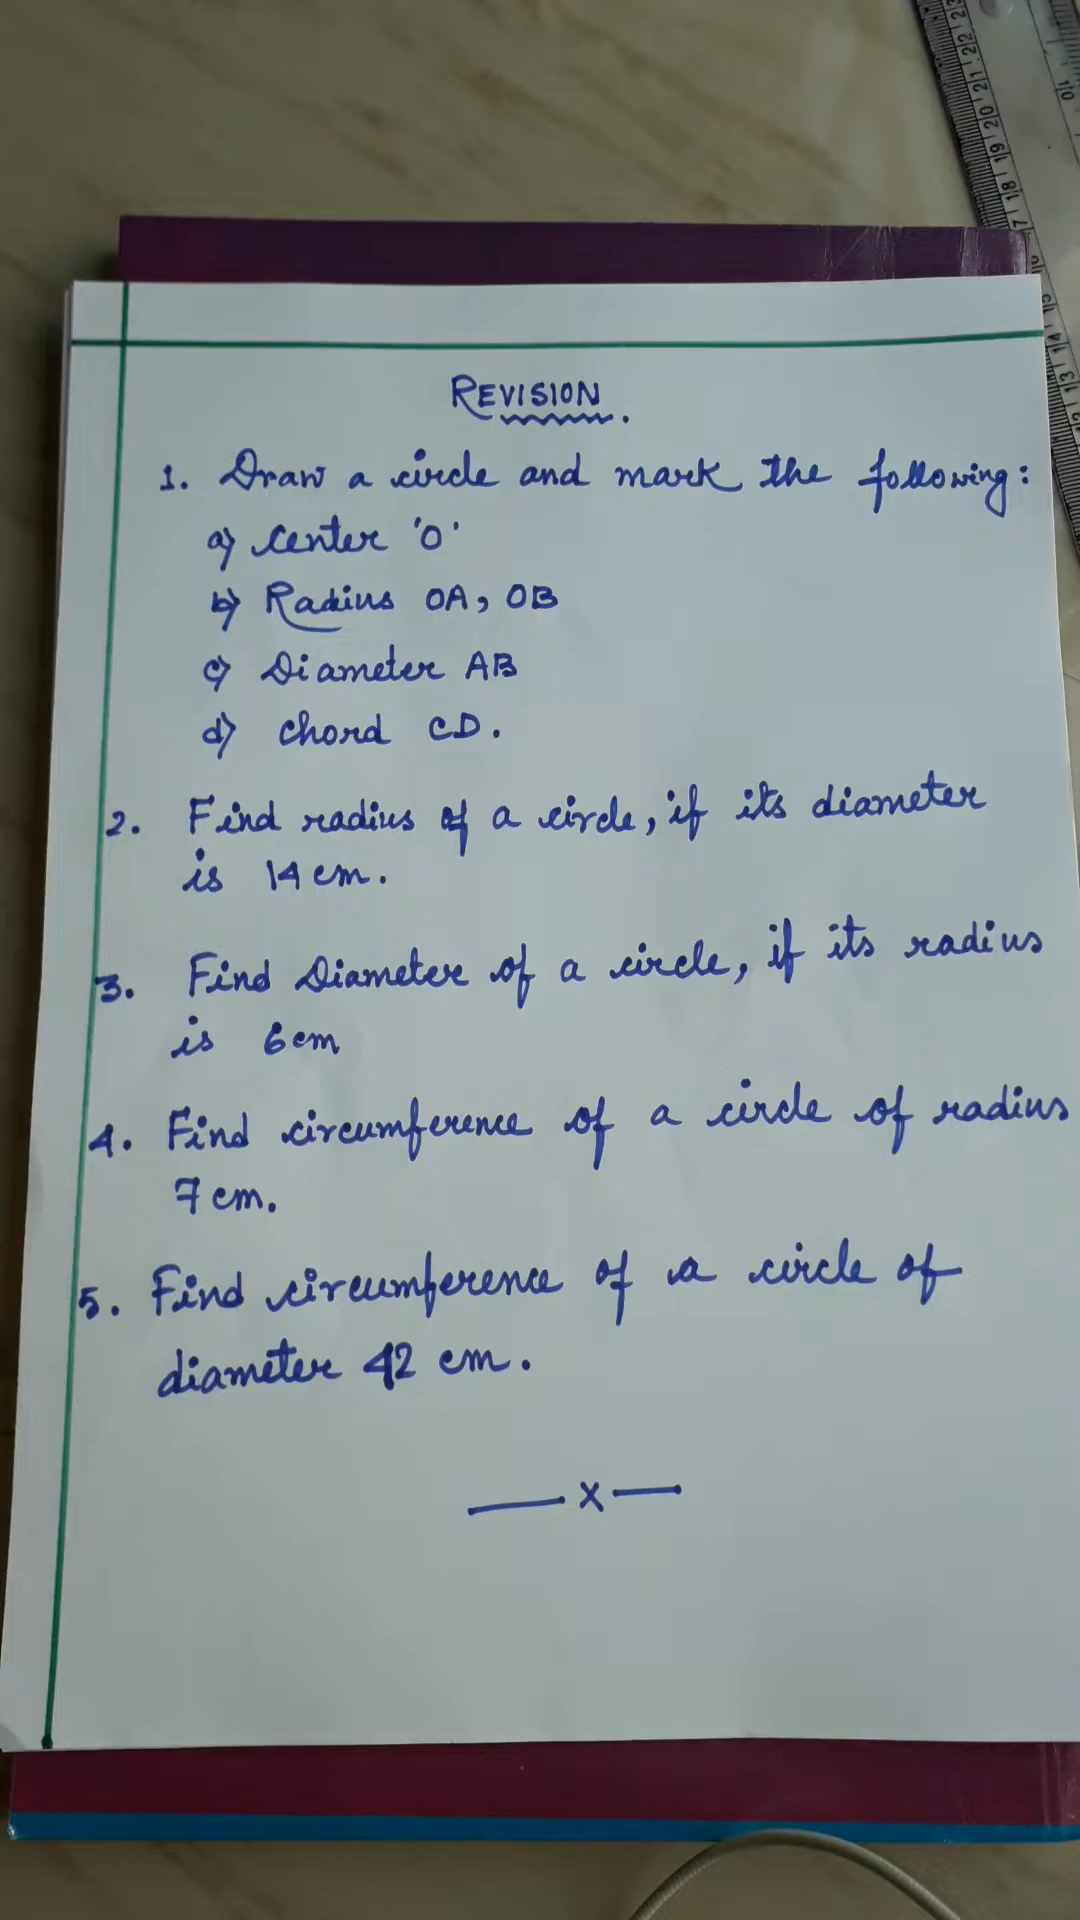 REVISION.
1. Draw a circle and mark the following:
a) Center 'O'
b) Radius OA, OB
c) Diameter AB
d) Chord CD.
2. Find radius of a circle, if its diameter
is 14 cm.
3. Find Diameter of a circle, if its radius
is 6 cm
4. Find circumference of a circle of radius
7 cm.
5. Find circumference of a circle of
diameter 42 cm.
—— x ——